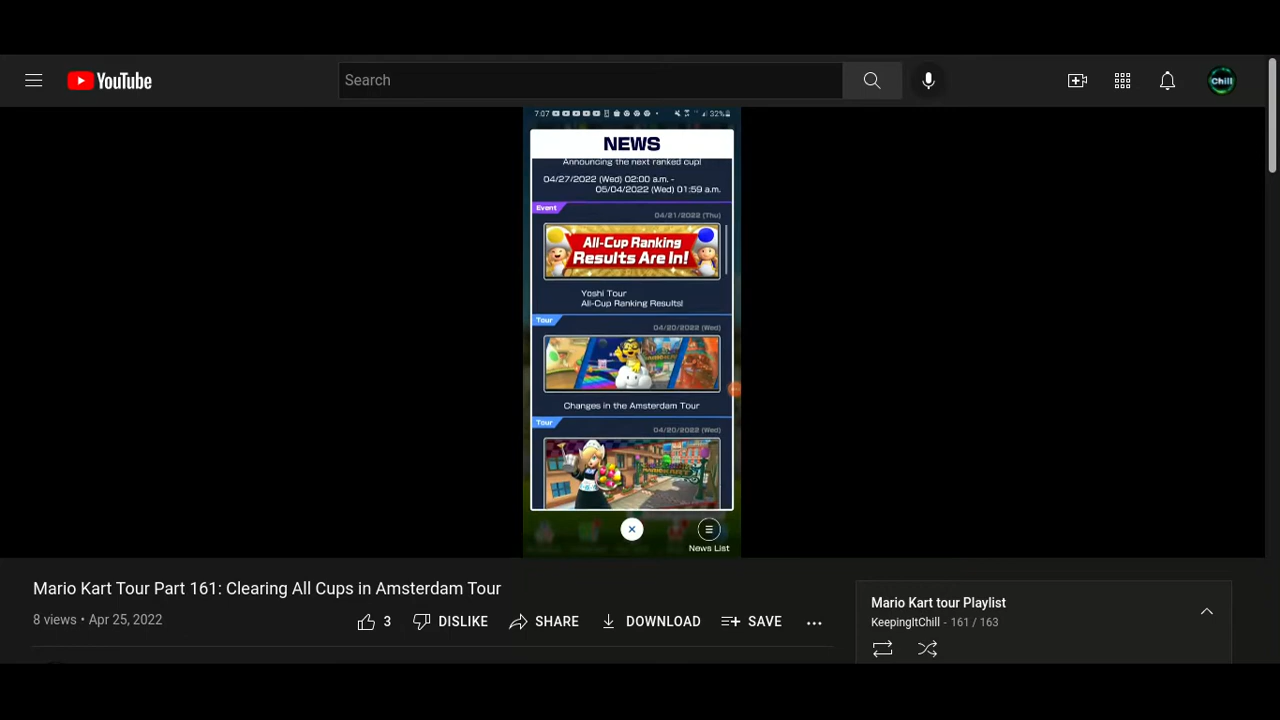 YouTube
Search
Chill
7:07
32%
NEWS
Announcing the next ranked cup!
04/27/2022 (Wed) 02:00 a.m. -
05/04/2022 (Wed) 01:59 a.m.
Event
04/21/2022 (Thu)
All-Cup Ranking
Results Are In!
Yoshi Tour
All-Cup Ranking Results!
Tour
04/20/2022 (Wed)
Changes in the Amsterdam Tour
Tour
04/20/2022 (Wed)
News List
Mario Kart Tour Part 161: Clearing All Cups in Amsterdam Tour
8 views • Apr 25, 2022
3
DISLIKE
SHARE
DOWNLOAD
SAVE
Mario Kart tour Playlist
KeepingItChill - 161 / 163